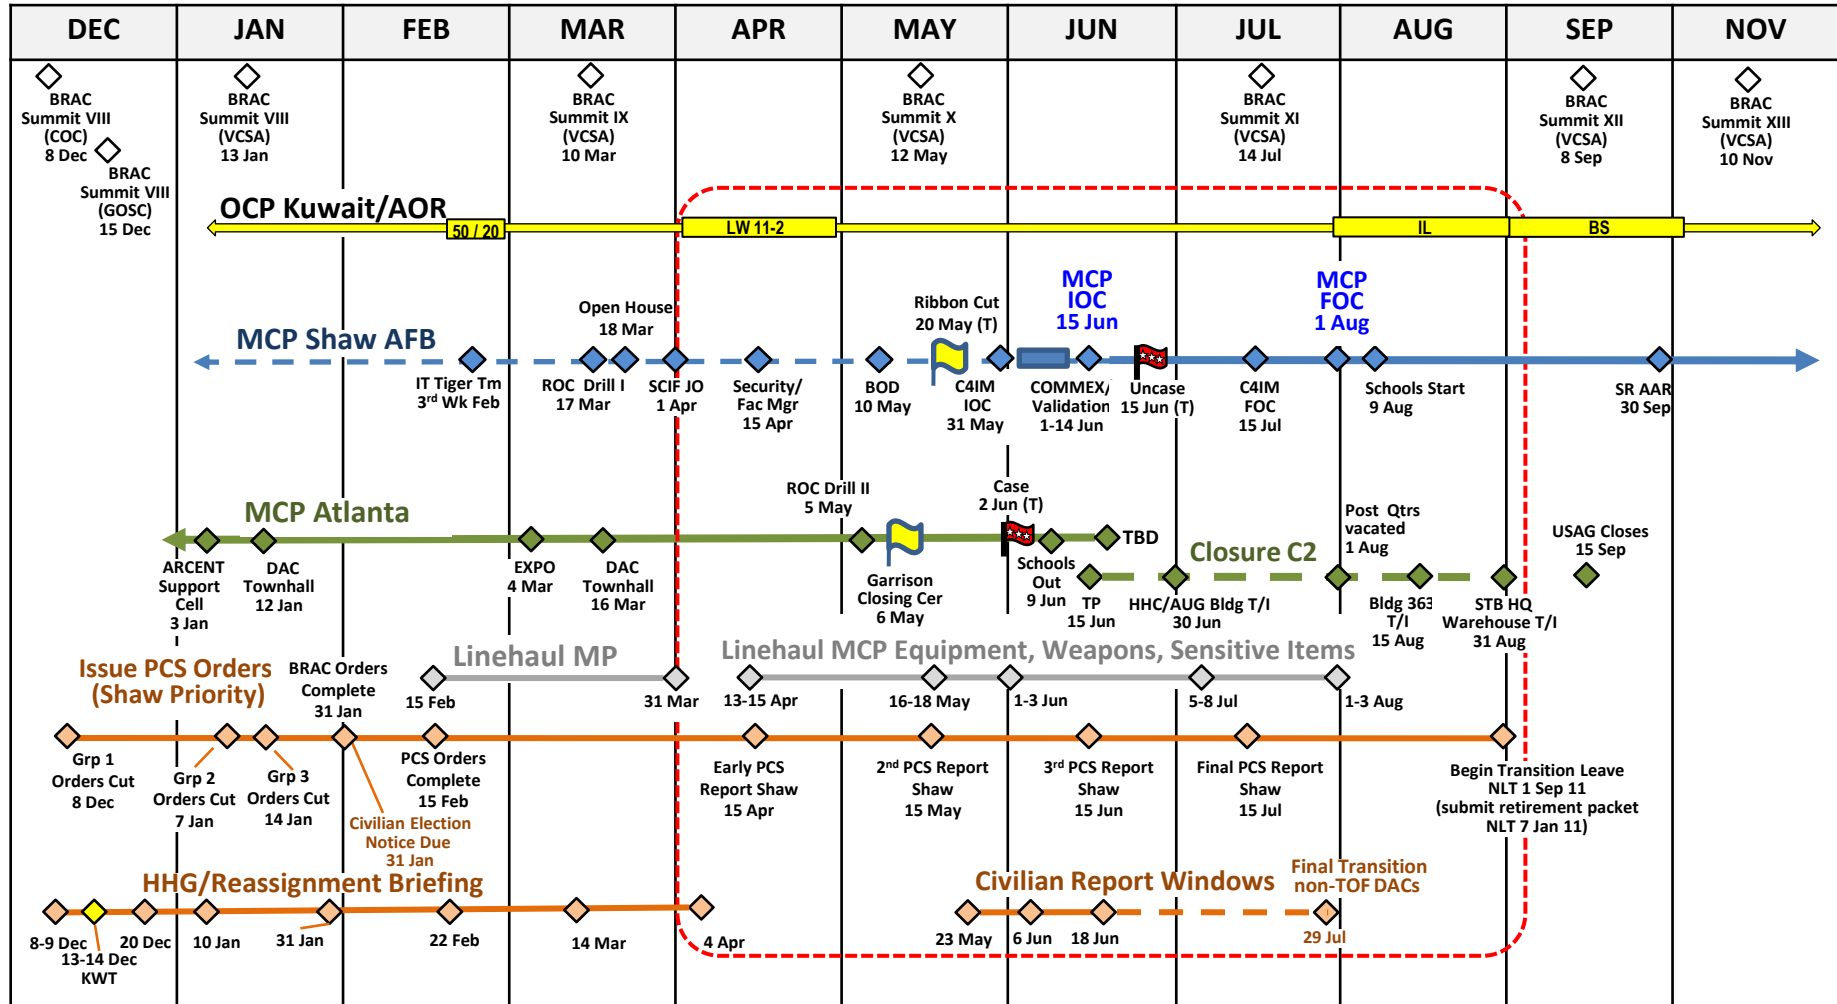 DEC JAN FEB MAR APR MAY JUN JUL AUG SEP NOV
BRAC
Summit VIII
(COC)
8 Dec
BRAC
Summit VIII
(GOSC)
15 Dec
BRAC
Summit VIII
(VCSA)
13 Jan
BRAC
Summit IX
(VCSA)
10 Mar
BRAC
Summit X
(VCSA)
12 May
BRAC
Summit XI
(VCSA)
14 Jul
BRAC
Summit XII
(VCSA)
8 Sep
BRAC
Summit XIII
(VCSA)
10 Nov
OCP Kuwait/AOR
50 / 20
LW 11-2
IL
BS
MCP Shaw AFB
IT Tiger Tm
3rd Wk Feb
Open House
18 Mar
ROC Drill I
17 Mar
SCIF JO
1 Apr
Security/
Fac Mgr
15 Apr
BOD
10 May
Ribbon Cut
20 May (T)
C4IM
IOC
31 May
MCP
IOC
15 Jun
COMMEX/
Validation
1-14 Jun
Uncase
15 Jun (T)
C4IM
FOC
15 Jul
MCP
FOC
1 Aug
Schools Start
9 Aug
SR AAR
30 Sep
MCP Atlanta
ARCENT
Support
Cell
3 Jan
DAC
Townhall
12 Jan
EXPO
4 Mar
DAC
Townhall
16 Mar
ROC Drill II
5 May
Garrison
Closing Cer
6 May
Case
2 Jun (T)
Schools
Out
9 Jun
TBD
Closure C2
TP
15 Jun
HHC/AUG Bldg T/I
30 Jun
Post Qtrs
vacated
1 Aug
Bldg 363
T/I
15 Aug
STB HQ
Warehouse T/I
31 Aug
USAG Closes
15 Sep
Linehaul MP
15 Feb
31 Mar
Linehaul MCP Equipment, Weapons, Sensitive Items
13-15 Apr
16-18 May
1-3 Jun
5-8 Jul
1-3 Aug
Issue PCS Orders
(Shaw Priority)
Grp 1
Orders Cut
8 Dec
Grp 2
Orders Cut
7 Jan
Grp 3
Orders Cut
14 Jan
BRAC Orders
Complete
31 Jan
Civilian Election
Notice Due
31 Jan
PCS Orders
Complete
15 Feb
Early PCS
Report Shaw
15 Apr
2nd PCS Report
Shaw
15 May
3rd PCS Report
Shaw
15 Jun
Final PCS Report
Shaw
15 Jul
Begin Transition Leave
NLT 1 Sep 11
(submit retirement packet
NLT 7 Jan 11)
HHG/Reassignment Briefing
8-9 Dec
13-14 Dec
KWT
20 Dec
10 Jan
31 Jan
22 Feb
14 Mar
4 Apr
Civilian Report Windows
23 May
6 Jun
18 Jun
Final Transition
non-TOF DACs
29 Jul